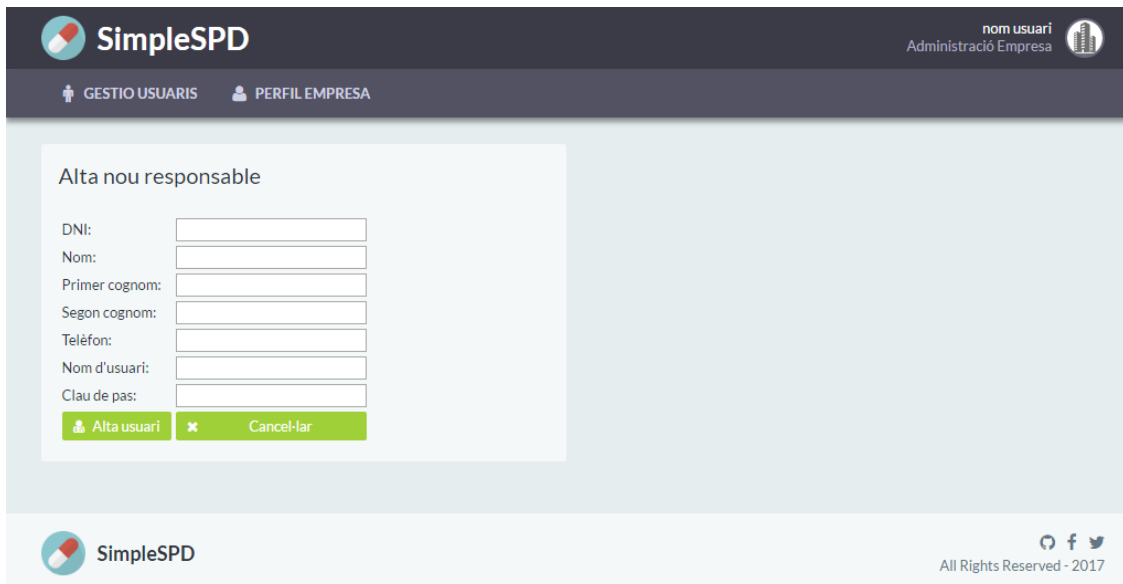 SimpleSPD
nom usuari
Administració Empresa
GESTIO USUARIS
PERFIL EMPRESA
Alta nou responsable
DNI:
Nom:
Primer cognom:
Segon cognom:
Telèfon:
Nom d'usuari:
Clau de pas:
Alta usuari
Cancel·lar
SimpleSPD
All Rights Reserved - 2017